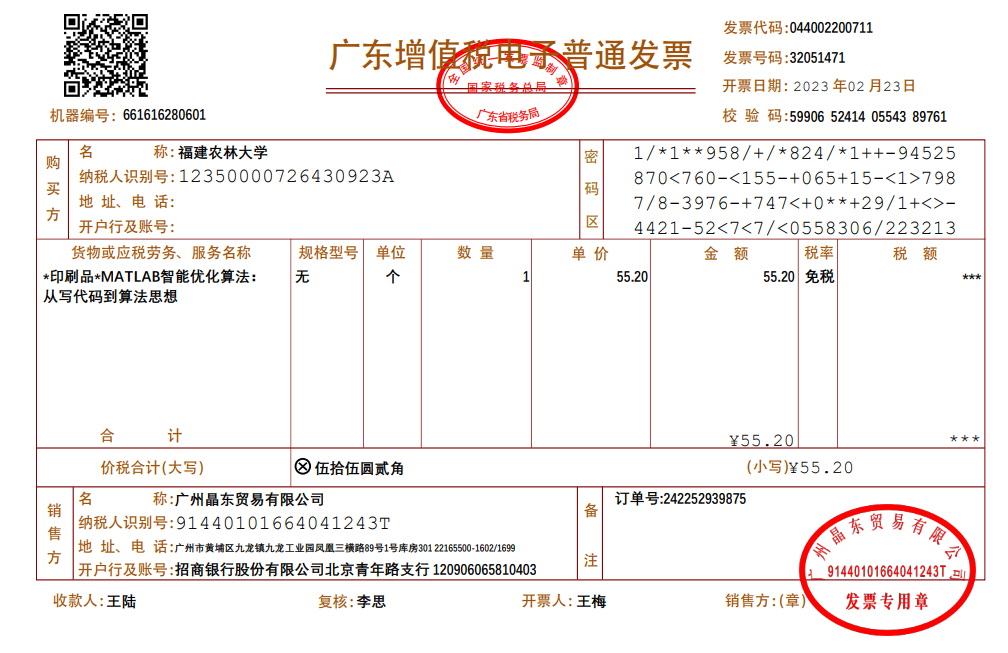 广东增值税电子普通发票
全国统一发票监制章
国家税务总局
广东省税务局
机器编号: 661616280601
发票代码:044002200711
发票号码:32051471
开票日期: 2023 年02 月23日
校 验 码:59906 52414 05543 89761
购买方
名 称:福建农林大学
纳税人识别号:12350000726430923A
地 址、电 话:
开户行及账号:
密码区
1/*1**958/+/*824/*1++-94525
870<760-<155-+065+15-<1>798
7/8-3976-+747<+0**+29/1+<>-
4421-52<7<7/<0558306/223213
货物或应税劳务、服务名称 规格型号 单位 数 量 单 价 金 额 税率 税 额
*印刷品*MATLAB智能优化算法: 无 个 1 55.20 55.20 免税 ***
从写代码到算法思想
合 计 ¥55.20 ***
价税合计(大写) ⊗伍拾伍圆贰角 (小写)¥55.20
销售方
名 称:广州晶东贸易有限公司
纳税人识别号:91440101664041243T
地 址、电 话:广州市黄埔区九龙镇九龙工业园凤凰三横路89号1号库房301 22165500-1602/1699
开户行及账号:招商银行股份有限公司北京青年路支行 120906065810403
备注
订单号:242252939875
广州晶东贸易有限公司
91440101664041243T
发票专用章
收款人:王陆 复核:李思 开票人:王梅 销售方:(章)